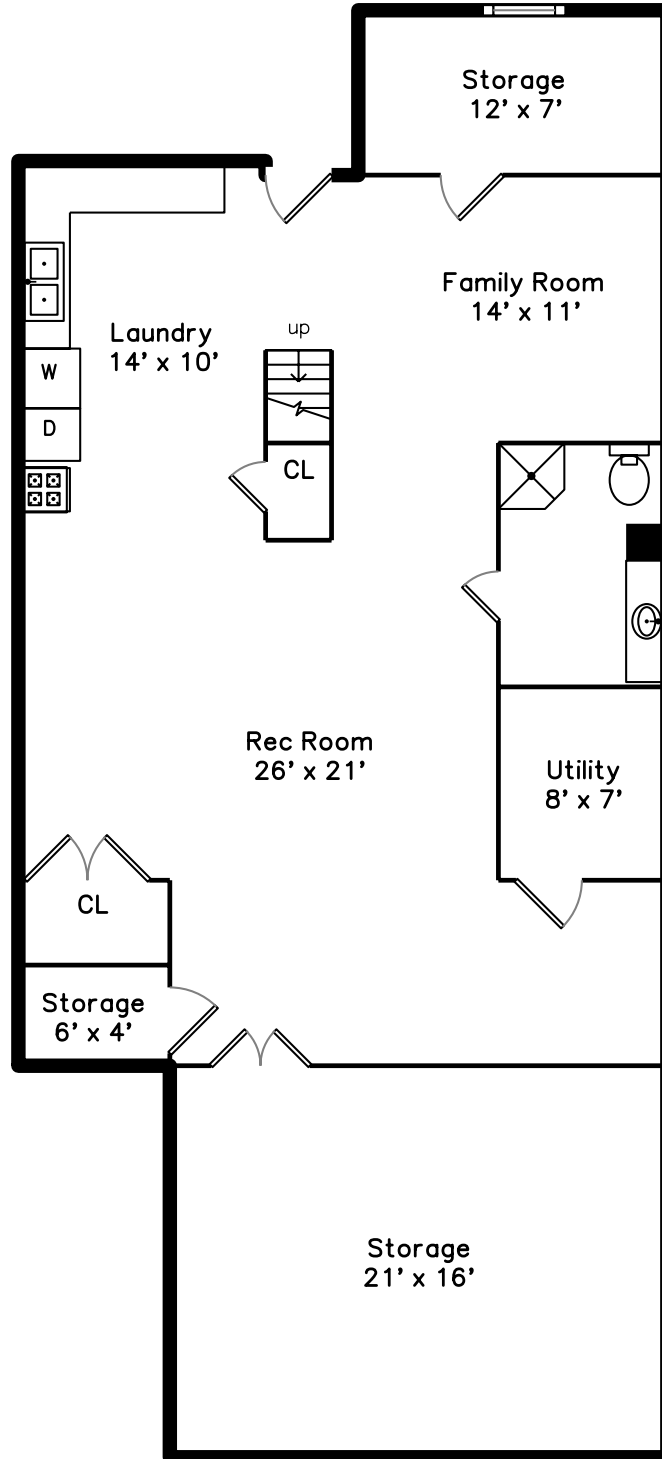 Storage
12' x 7'
Family Room
14' x 11'
up
Laundry
14' x 10'
W
D
CL
Rec Room
26' x 21'
Utility
8' x 7'
CL
Storage
6' x 4'
Storage
21' x 16'